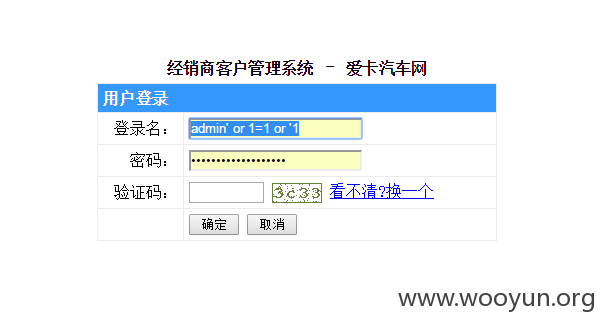 经销商客户管理系统 - 爱卡汽车网
用户登录
登录名: admin' or 1=1 or '1
密码: •••••••••••••••••••
验证码: 3c33 看不清?换一个
确定 取消
www.wooyun.org